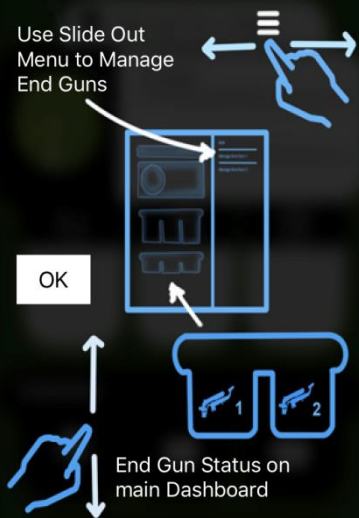 Use Slide Out
Menu to Manage
End Guns
OK
1
2
End Gun Status on
main Dashboard